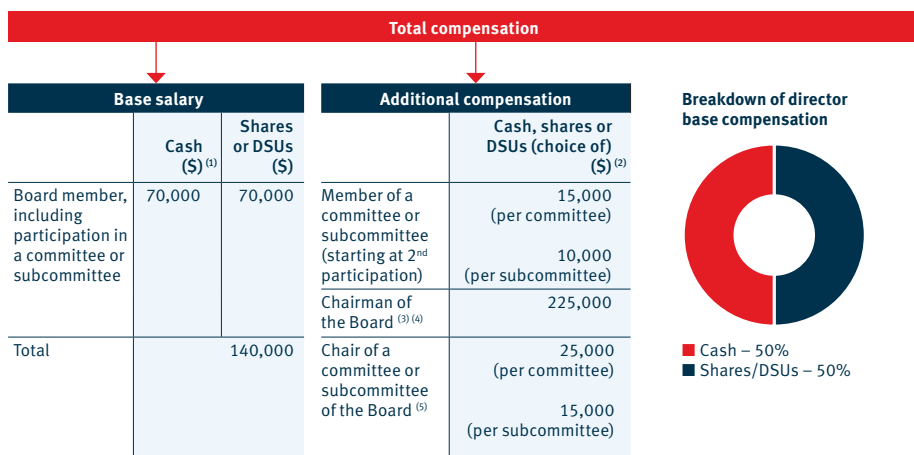 Total compensation
Base salary
Cash
($) (1)
Shares
or DSUs
($)
Board member,
including
participation in
a committee or
subcommittee
70,000
70,000
Total
140,000
Additional compensation
Cash, shares or
DSUs (choice of)
($) (2)
Member of a
committee or
subcommittee
(starting at 2nd
participation)
15,000
(per committee)
10,000
(per subcommittee)
Chairman of
the Board (3) (4)
225,000
Chair of a
committee or
subcommittee
of the Board (5)
25,000
(per committee)
15,000
(per subcommittee)
Breakdown of director
base compensation
Cash – 50%
Shares/DSUs – 50%